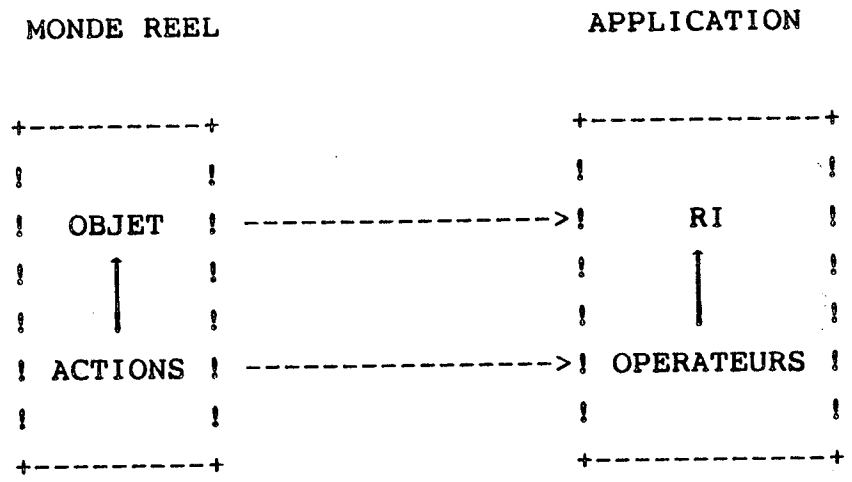 MONDE REEL APPLICATION
OBJET RI
ACTIONS OPERATEURS